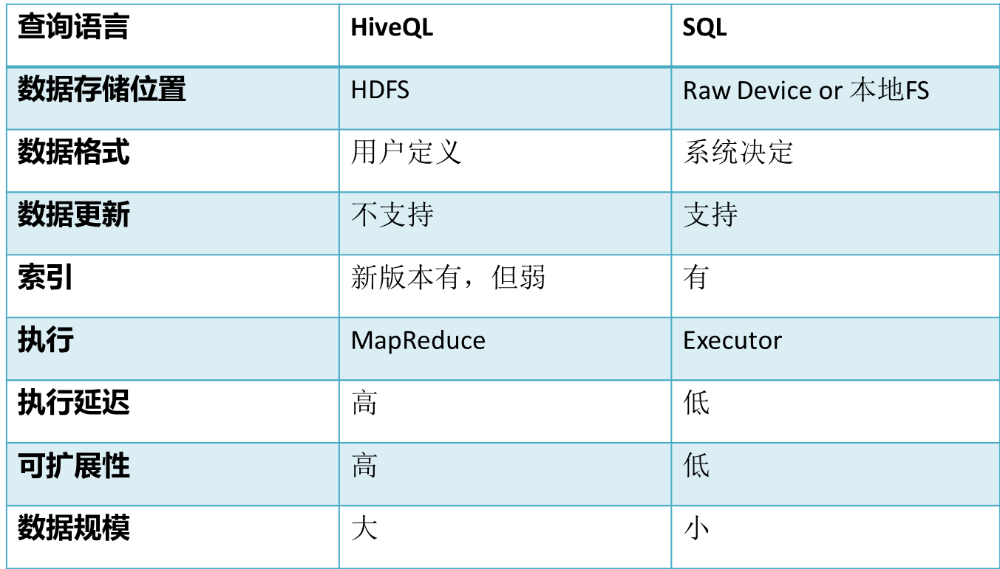 查询语言 HiveQL SQL
数据存储位置 HDFS Raw Device or 本地FS
数据格式 用户定义 系统决定
数据更新 不支持 支持
索引 新版本有，但弱 有
执行 MapReduce Executor
执行延迟 高 低
可扩展性 高 低
数据规模 大 小